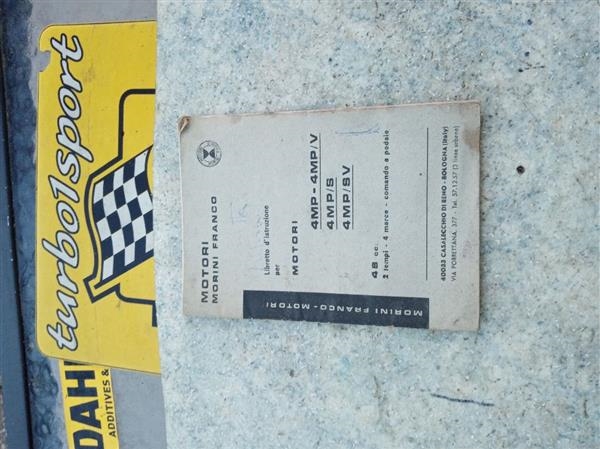 turbo1sport
DAH
ADDITIVES &
MOTORI
MORINI FRANCO
Libretto d'istruzione
per
MOTORI
4MP - 4MP/V
4MP/S
4MP/SV
48 cc.
2 tempi - 4 marce - comando a pedale
40033 CASALECCHIO DI RENO - BOLOGNA (Italy)
VIA PORRETTANA, 377 - Tel. 57.12.57 (3 linee urbane)
MORINI FRANCO - MOTORI